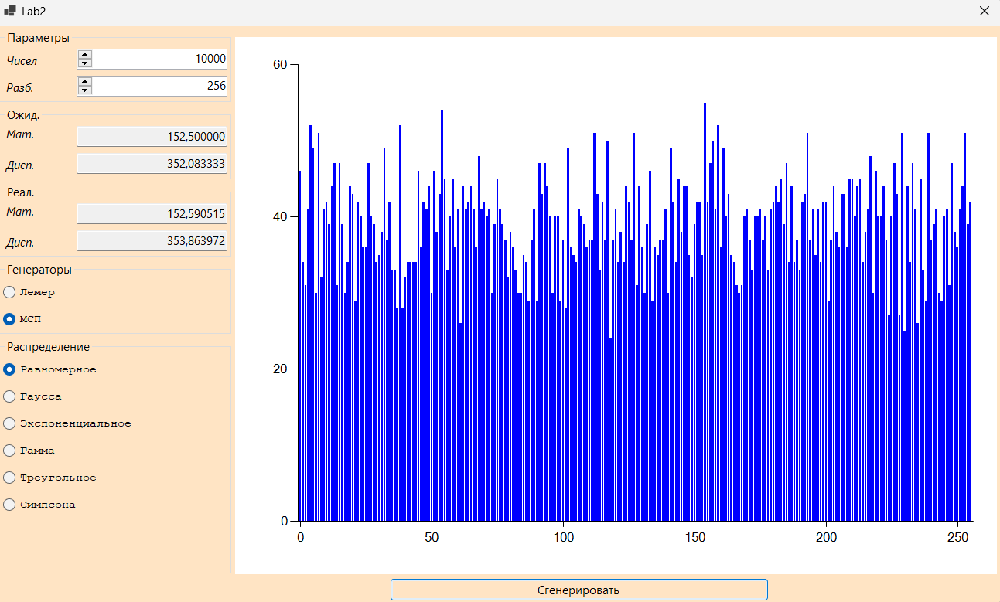 Lab2
Параметры
Чисел 10000
Разб. 256
Ожид.
Мат. 152,500000
Дисп. 352,083333
Реал.
Мат. 152,590515
Дисп. 353,863972
Генераторы
Лемер
МСП
Распределение
Равномерное
Гаусса
Экспоненциальное
Гамма
Треугольное
Симпсона
60
40
20
0
0 50 100 150 200 250
Сгенерировать